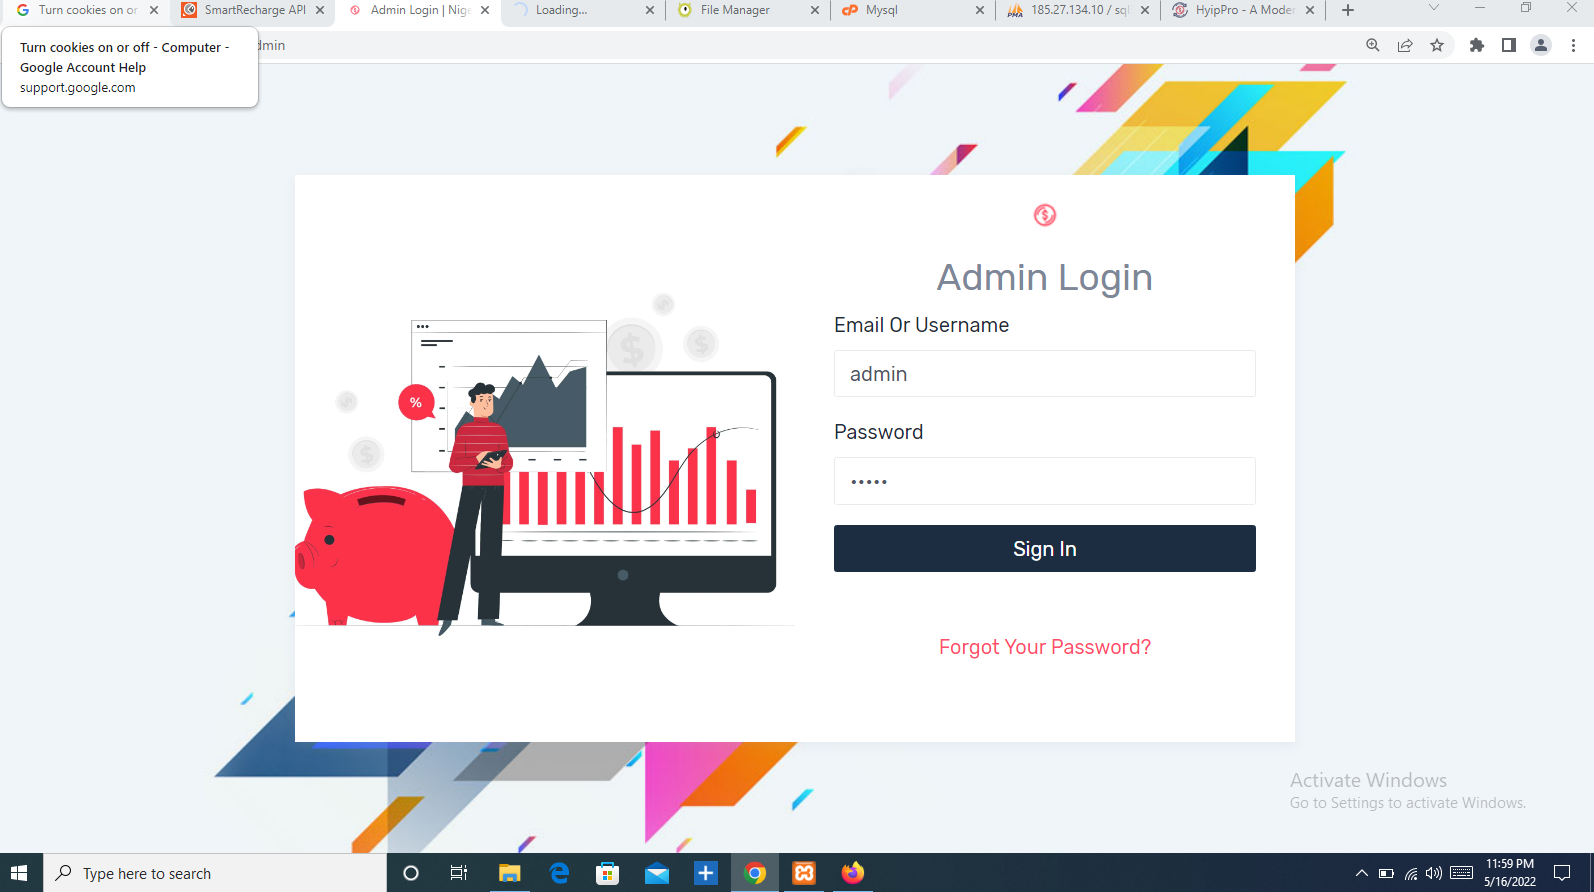 Turn cookies on or
SmartRecharge API
Admin Login | Nige
Loading...
File Manager
Mysql
185.27.134.10 / sql
HyipPro - A Moder
Turn cookies on or off - Computer -
Google Account Help
support.google.com
dmin
Admin Login
Email Or Username
admin
Password
•••••
Sign In
Forgot Your Password?
%
$
Activate Windows
Go to Settings to activate Windows.
Type here to search
11:59 PM
5/16/2022